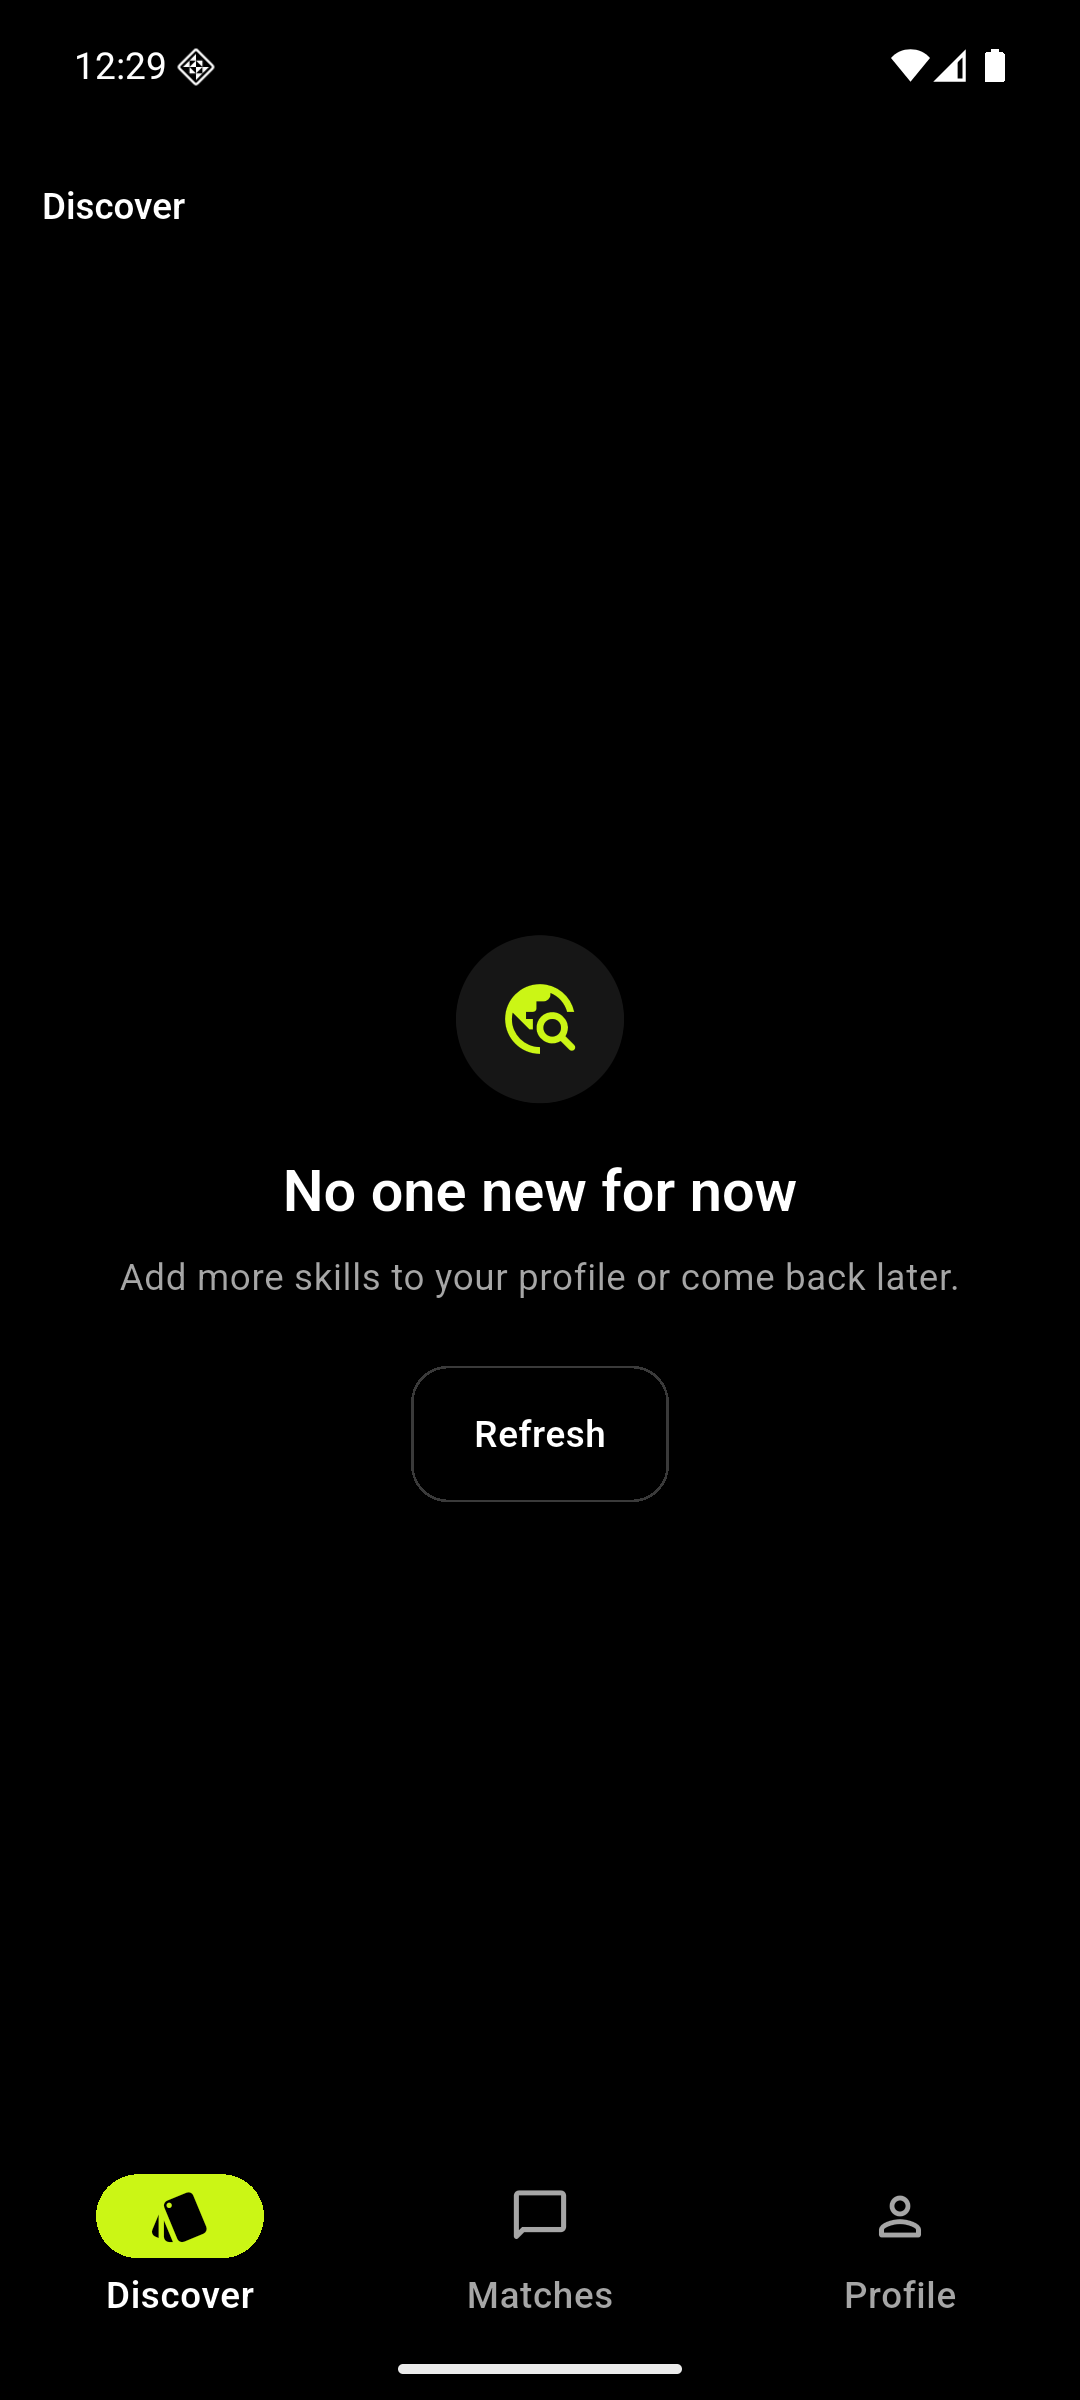 12:29
Discover
No one new for now
Add more skills to your profile or come back later.
Refresh
Discover
Matches
Profile